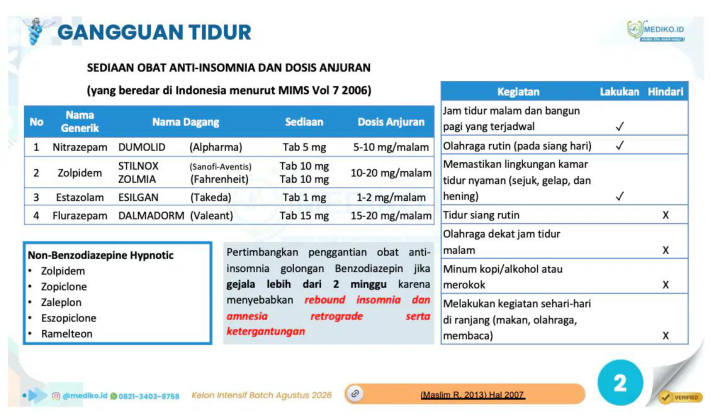 GANGGUAN TIDUR
MEDIKO.ID
SEDIAAN OBAT ANTI-INSOMNIA DAN DOSIS ANJURAN
(yang beredar di Indonesia menurut MIMS Vol 7 2006)
No Nama Generik Nama Dagang Sediaan Dosis Anjuran
1 Nitrazepam DUMOLID (Alpharma) Tab 5 mg 5-10 mg/malam
2 Zolpidem STILNOX (Sanofi-Aventis) Tab 10 mg 10-20 mg/malam
ZOLMIA (Fahrenheit) Tab 10 mg
3 Estazolam ESILGAN (Takeda) Tab 1 mg 1-2 mg/malam
4 Flurazepam DALMADORM (Valeant) Tab 15 mg 15-20 mg/malam
Non-Benzodiazepine Hypnotic
• Zolpidem
• Zopiclone
• Zaleplon
• Eszopiclone
• Ramelteon
Pertimbangkan penggantian obat anti-
insomnia golongan Benzodiazepin jika
gejala lebih dari 2 minggu karena
menyebabkan rebound insomnia dan
amnesia retrograde serta
ketergantungan
Kegiatan Lakukan Hindari
Jam tidur malam dan bangun
pagi yang terjadwal ✓
Olahraga rutin (pada siang hari) ✓
Memastikan lingkungan kamar
tidur nyaman (sejuk, gelap, dan
hening) ✓
Tidur siang rutin X
Olahraga dekat jam tidur
malam X
Minum kopi/alkohol atau
merokok X
Melakukan kegiatan sehari-hari
di ranjang (makan, olahraga,
membaca) X
@mediko.id 0821-3403-8758 Kelon Intensif Batch Agustus 2026
(Maslim R, 2013) Hal 2007
2
VERIFIED